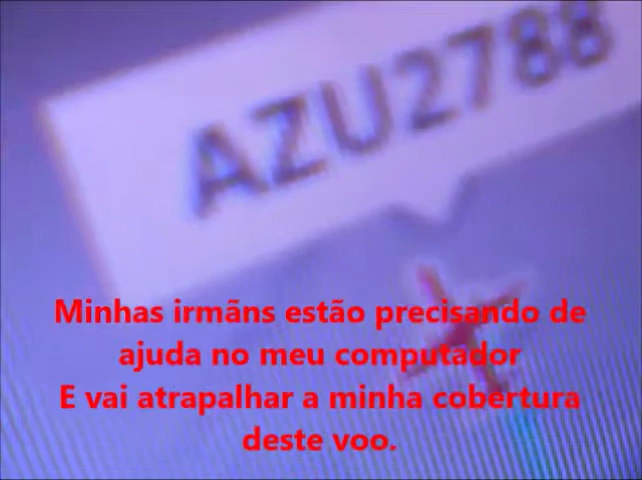 AZU2788
Minhas irmãns estão precisando de
ajuda no meu computador
E vai atrapalhar a minha cobertura
deste voo.